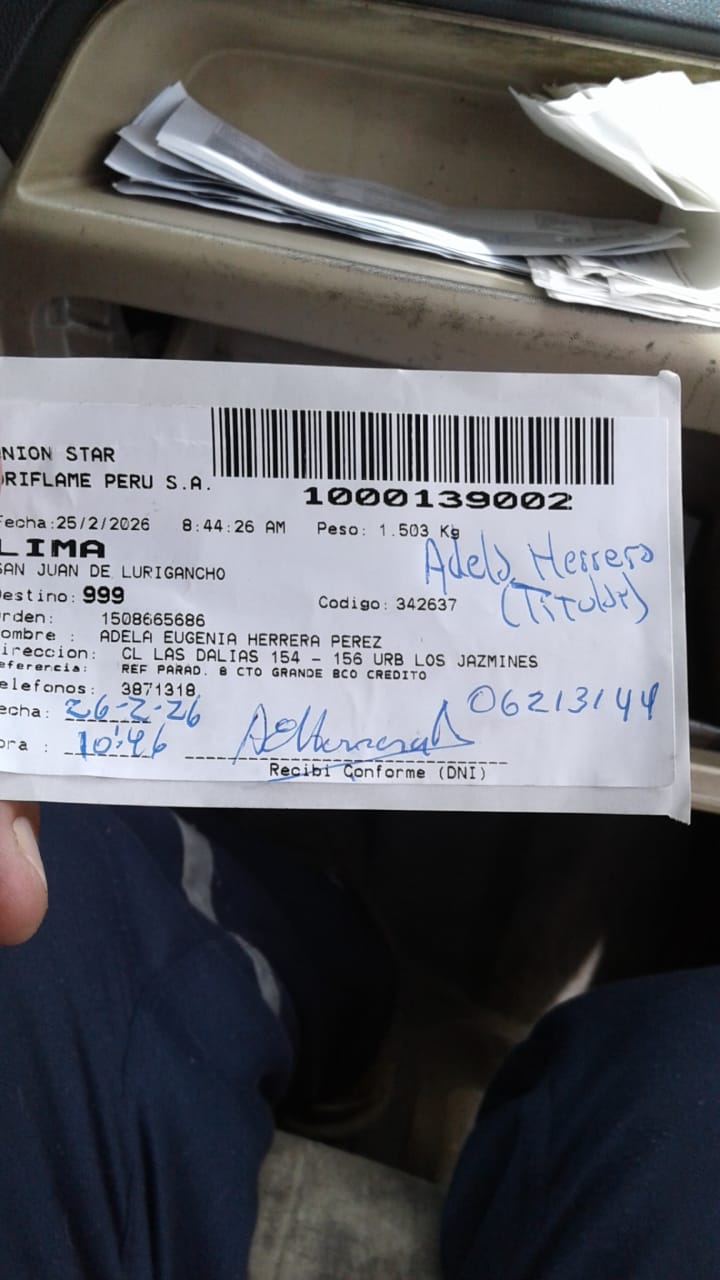 NION STAR
RIFLAME PERU S.A.
1000139002
echa:25/2/2026 8:44:26 AM Peso: 1.503 Kg
LIMA
AN JUAN DE LURIGANCHO
Adela Herrera
(Titular)
estino: 999 Codigo: 342637
rden: 1508665686
ombre : ADELA EUGENIA HERRERA PEREZ
ireccion: CL LAS DALIAS 154 - 156 URB LOS JAZMINES
eferencia: REF PARAD. 8 CTO GRANDE BCO CREDITO
elefonos: 3871318
echa: 26-2-26
06213144
ora : 10:46
AEHerreraP
Recibi Conforme (DNI)